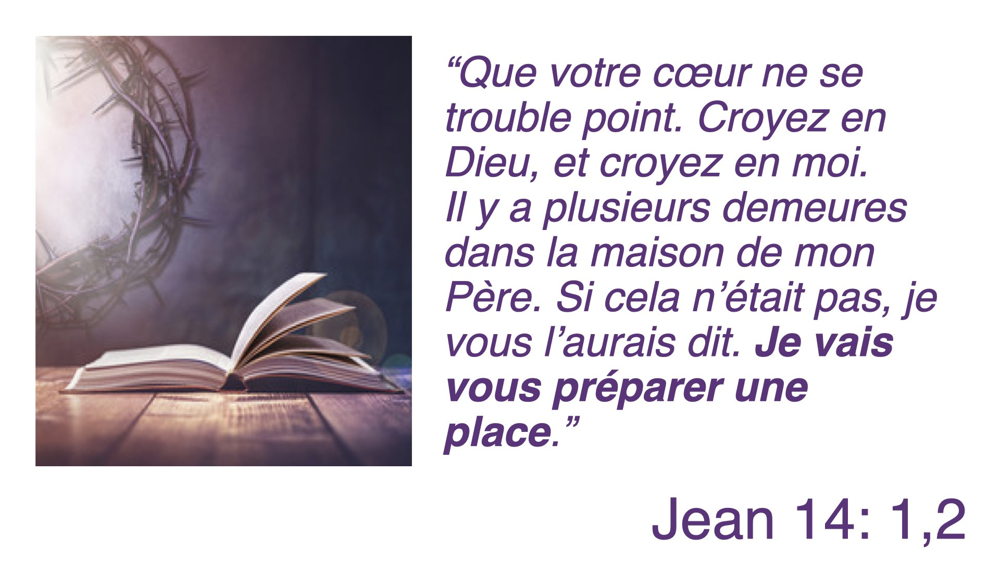 “Que votre cœur ne se
trouble point. Croyez en
Dieu, et croyez en moi.
Il y a plusieurs demeures
dans la maison de mon
Père. Si cela n’était pas, je
vous l’aurais dit. Je vais
vous préparer une
place.”
Jean 14: 1,2